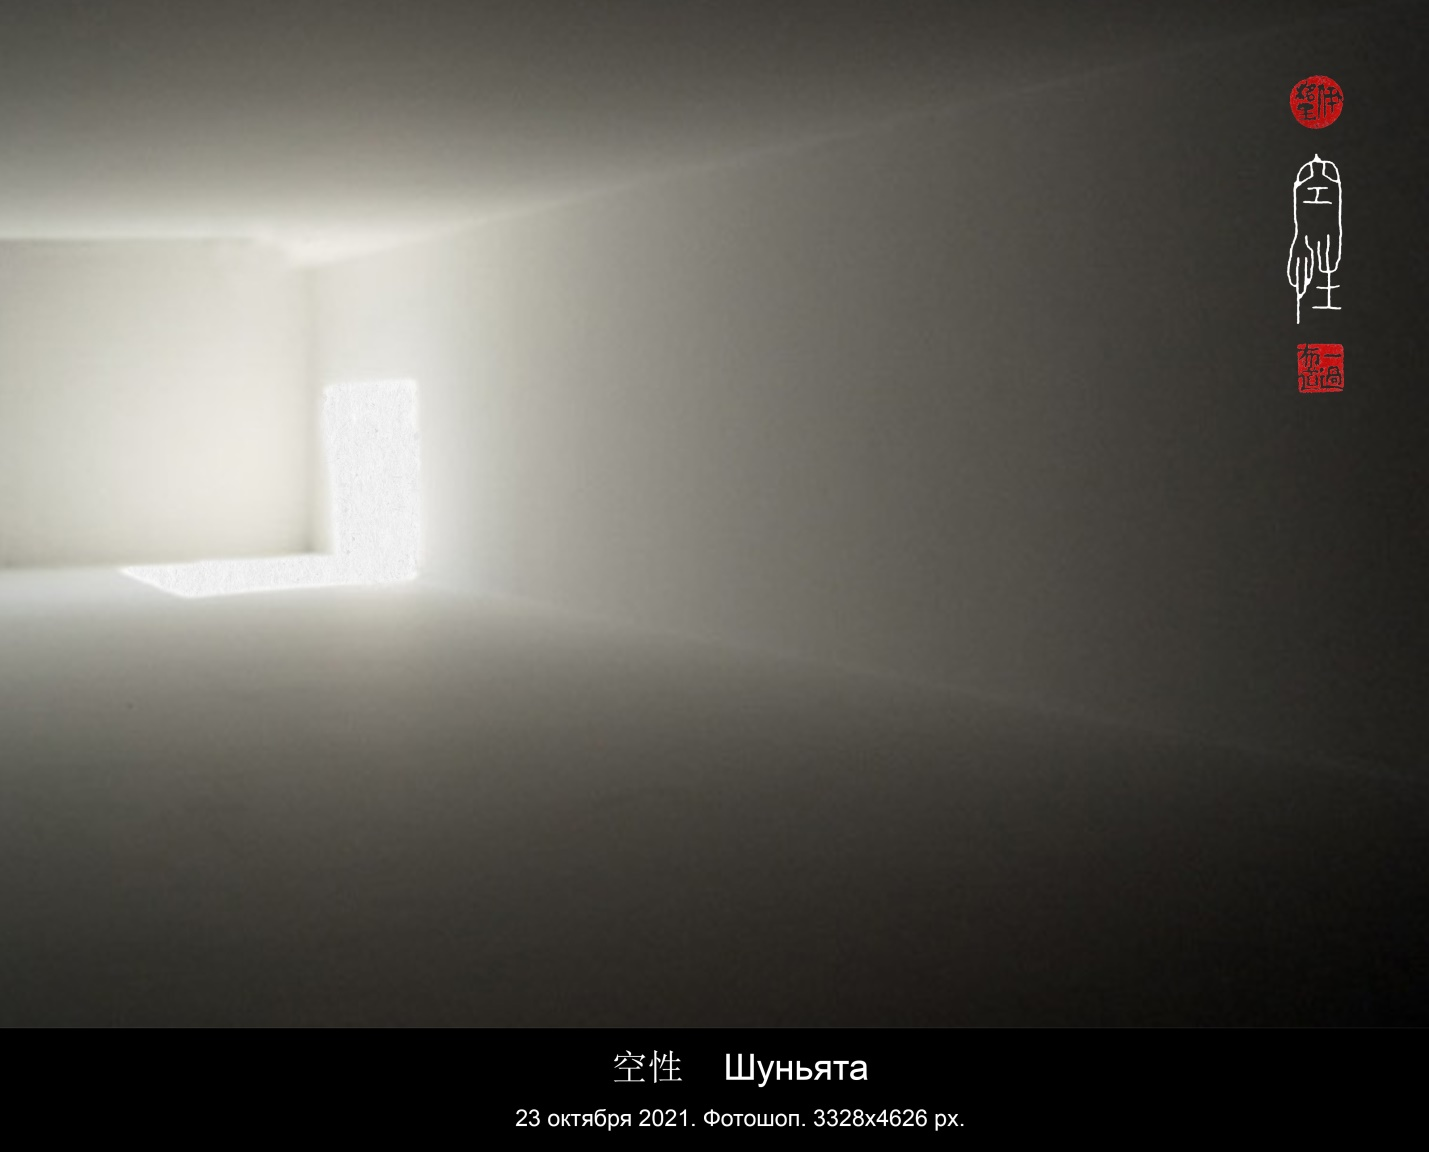 空性
空性 Шуньята
23 октября 2021. Фотошоп. 3328x4626 px.